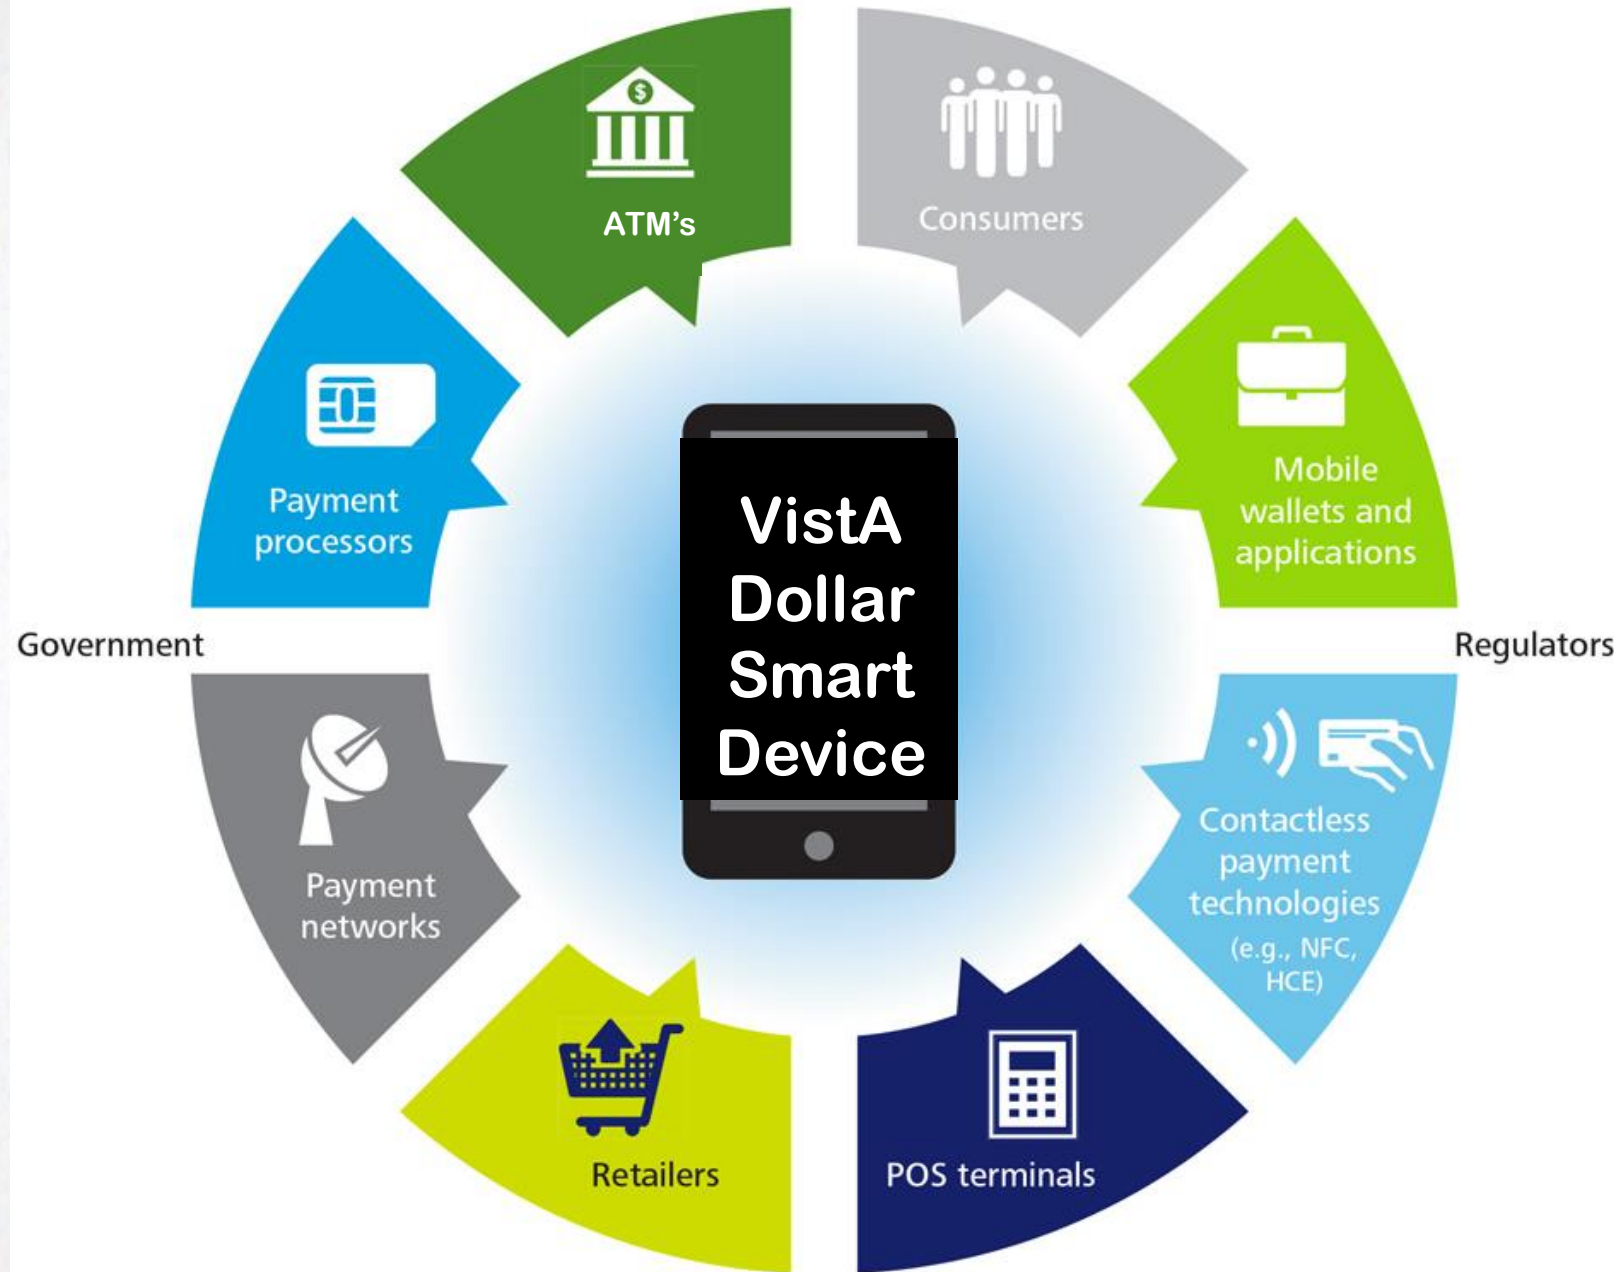 ATM's
Consumers
Mobile
wallets and
applications
Payment
processors
VistA
Dollar
Smart
Device
Government
Regulators
Contactless
payment
technologies
(e.g., NFC,
HCE)
Payment
networks
Retailers
POS terminals
$